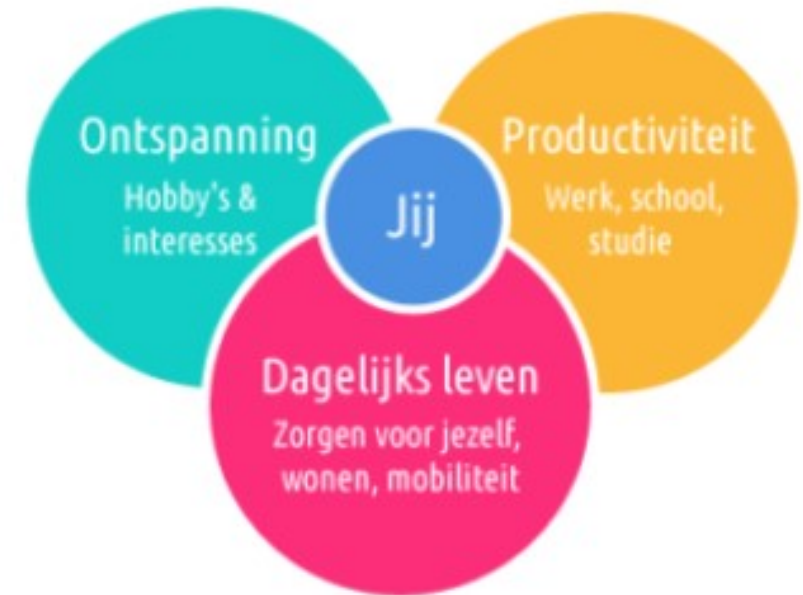 Ontspanning
Hobby's &
interesses
Productiviteit
Werk, school,
studie
Jij
Dagelijks leven
Zorgen voor jezelf,
wonen, mobiliteit